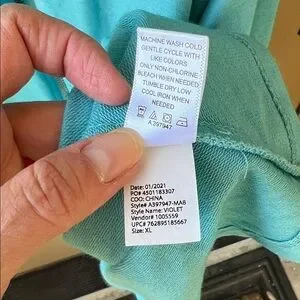 MACHINE WASH COLD
GENTLE CYCLE WITH
LIKE COLORS
ONLY NON-CHLORINE
BLEACH WHEN NEEDED
TUMBLE DRY LOW
COOL IRON WHEN
NEEDED
A397947
Date: 01/2021
PO# 4501183307
COO: CHINA
Style# A397947-MAB
Style Name: VIOLET
Vendor# 1005559
UPC# 762895185667
Size: XL